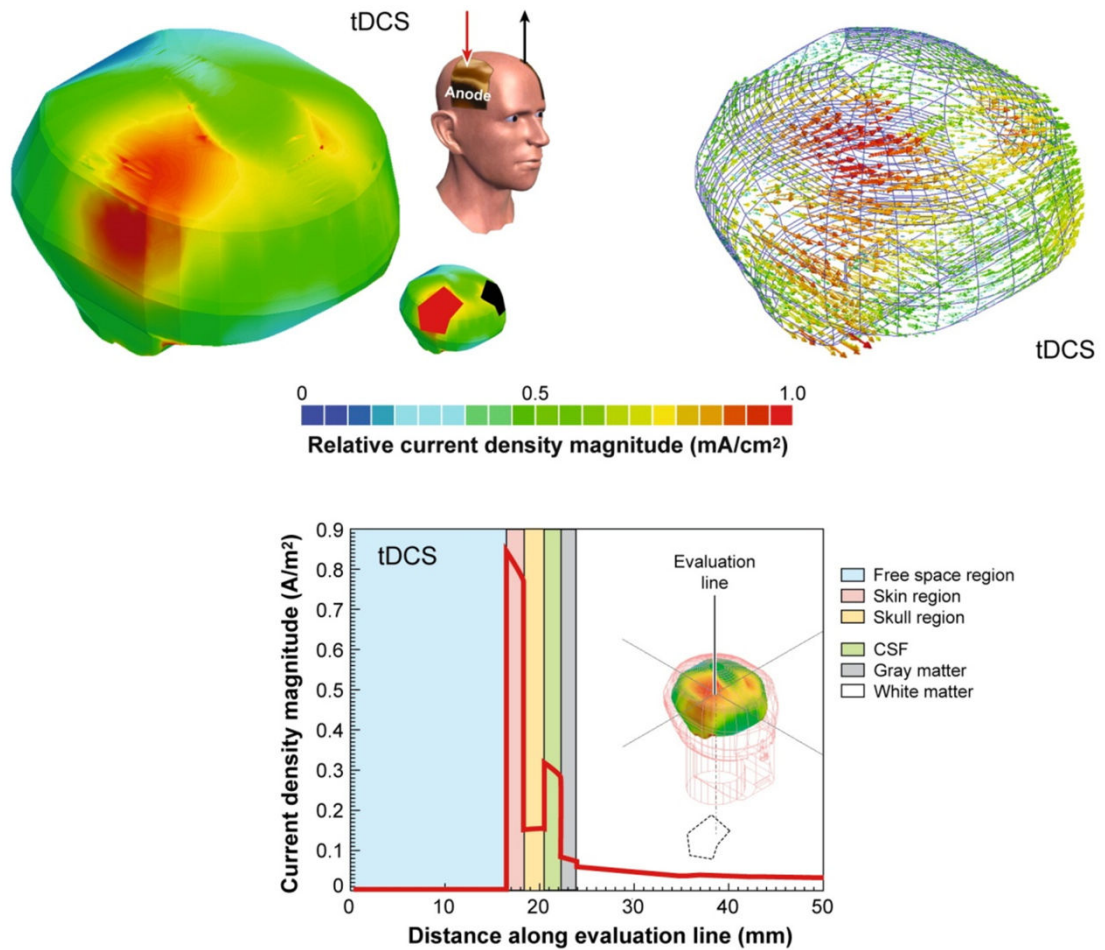 tDCS
Anode
tDCS
0 0.5 1.0
Relative current density magnitude (mA/cm²)
tDCS
Current density magnitude (A/m²)
0.9
0.8
0.7
0.6
0.5
0.4
0.3
0.2
0.1
0
0 10 20 30 40 50
Distance along evaluation line (mm)
Evaluation
line
Free space region
Skin region
Skull region
CSF
Gray matter
White matter